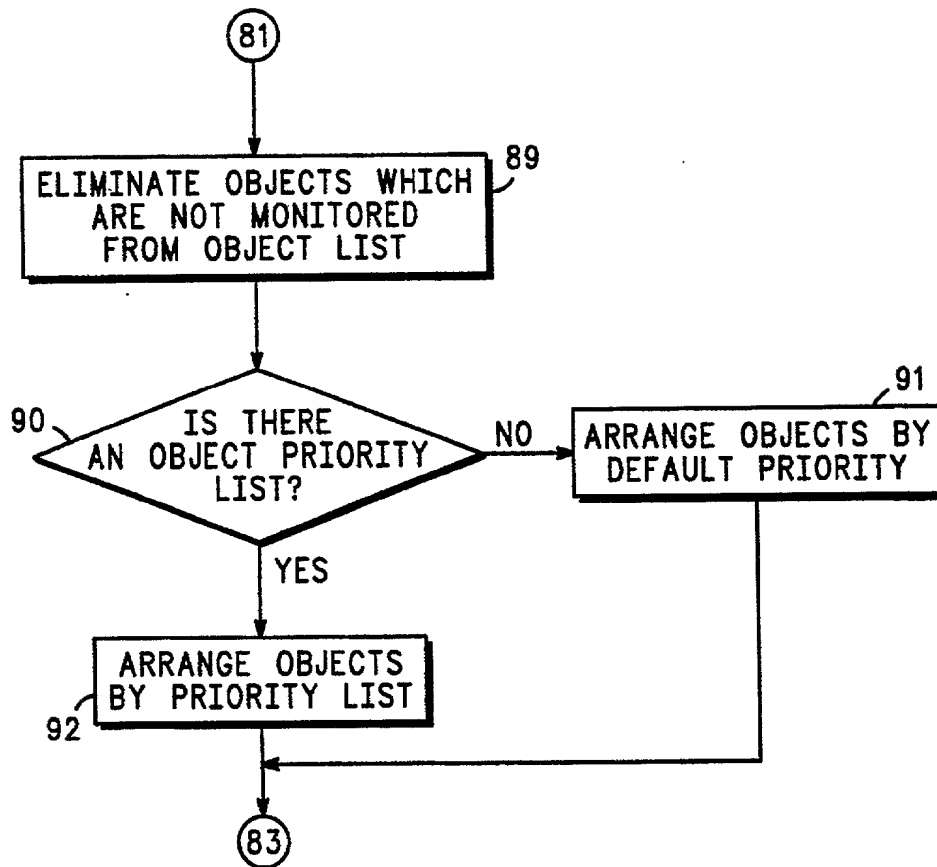 81
89
ELIMINATE OBJECTS WHICH
ARE NOT MONITORED
FROM OBJECT LIST
90
IS THERE
AN OBJECT PRIORITY
LIST?
NO
91
ARRANGE OBJECTS BY
DEFAULT PRIORITY
YES
ARRANGE OBJECTS
BY PRIORITY LIST
92
83